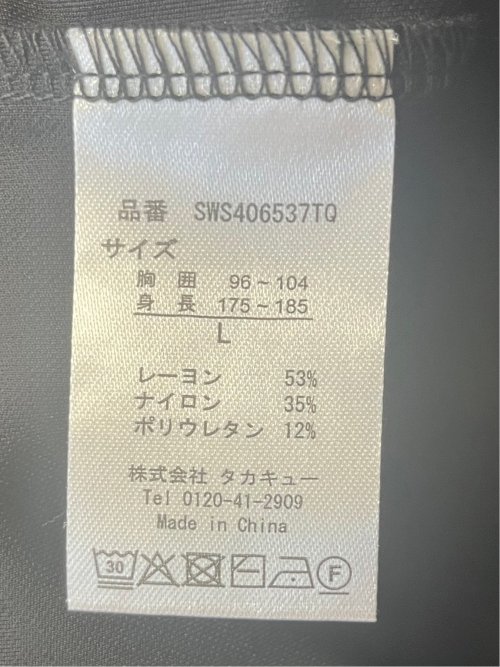 品番 SWS406537TQ
サイズ
胸囲 96~104
身長 175~185
L
レーヨン 53%
ナイロン 35%
ポリウレタン 12%
株式会社 タカキュー
Tel 0120-41-2909
Made in China
30 F